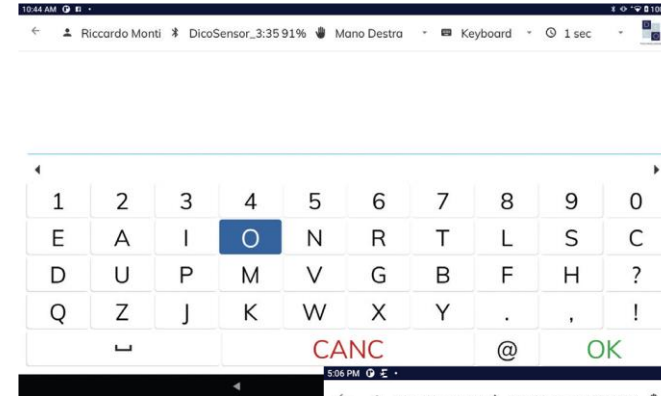 10:44 AM
Riccardo Monti DicoSensor_3:35 91% Mano Destra Keyboard 1 sec
1 2 3 4 5 6 7 8 9 0
E A I O N R T L S C
D U P M V G B F H ?
Q Z J K W X Y . , !
CANC @ OK
5:06 PM